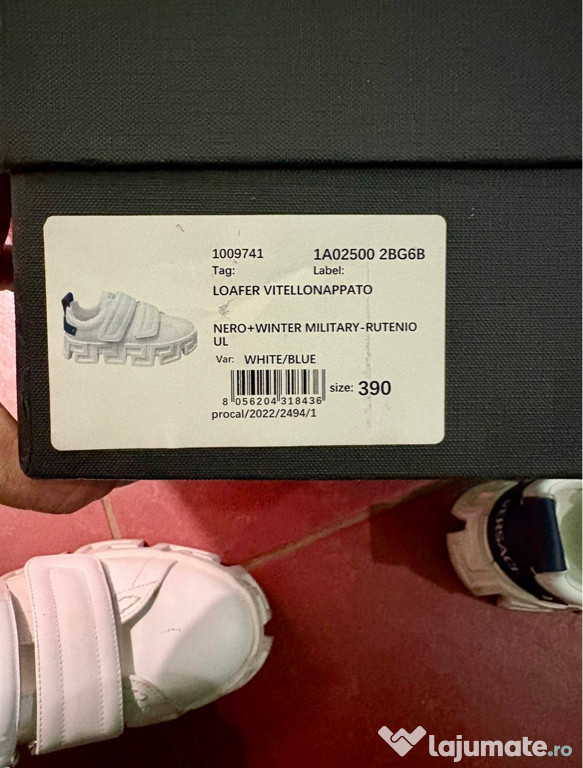 1009741 1A02500 2BG6B
Tag: Label:
LOAFER VITELLONAPPATO
NERO+WINTER MILITARY-RUTENIO
UL
Var: WHITE/BLUE
size: 390
8 056204 318436
procal/2022/2494/1
VERSACE
lajumate.ro